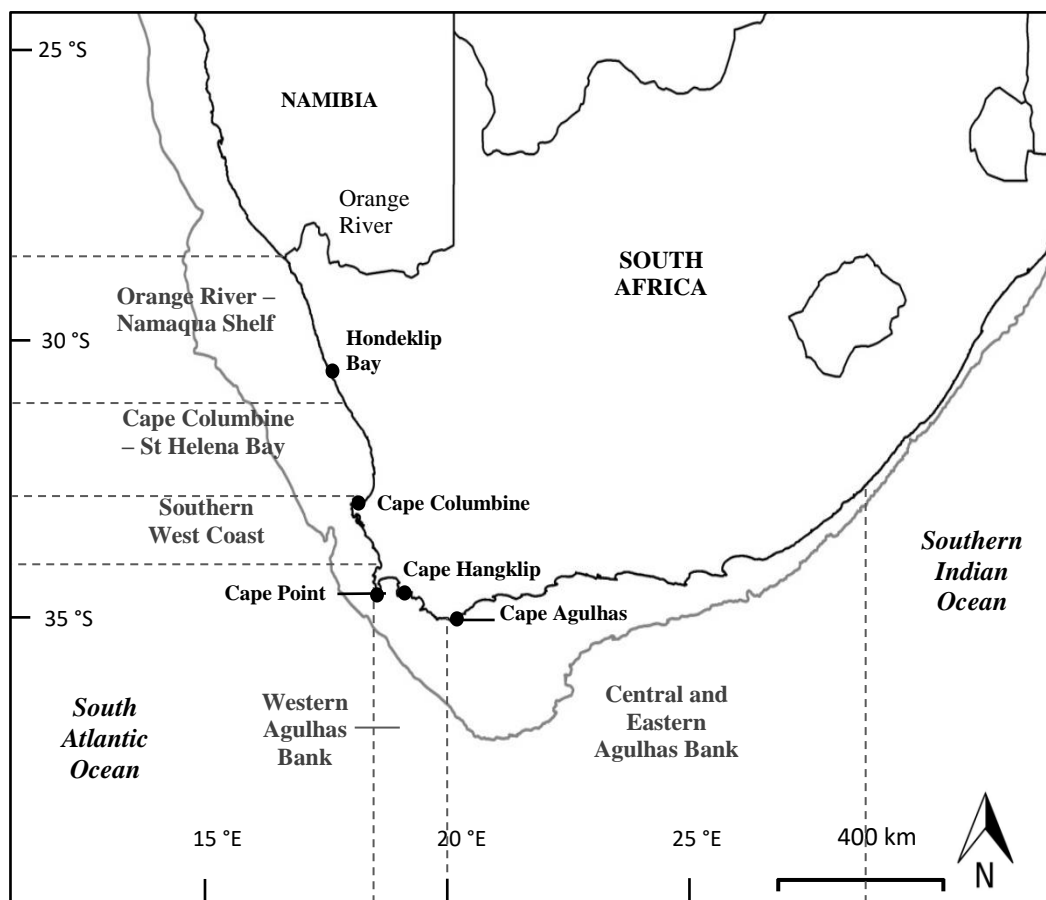 25 °S
NAMIBIA
Orange
River
SOUTH
AFRICA
Orange River –
Namaqua Shelf
30 °S
Hondeklip
Bay
Cape Columbine
– St Helena Bay
Cape Columbine
Southern
West Coast
Southern
Indian
Ocean
Cape Hangklip
Cape Point
Cape Agulhas
35 °S
Western
Agulhas
Bank
Central and
Eastern
Agulhas Bank
South
Atlantic
Ocean
15 °E
20 °E
25 °E
400 km
N